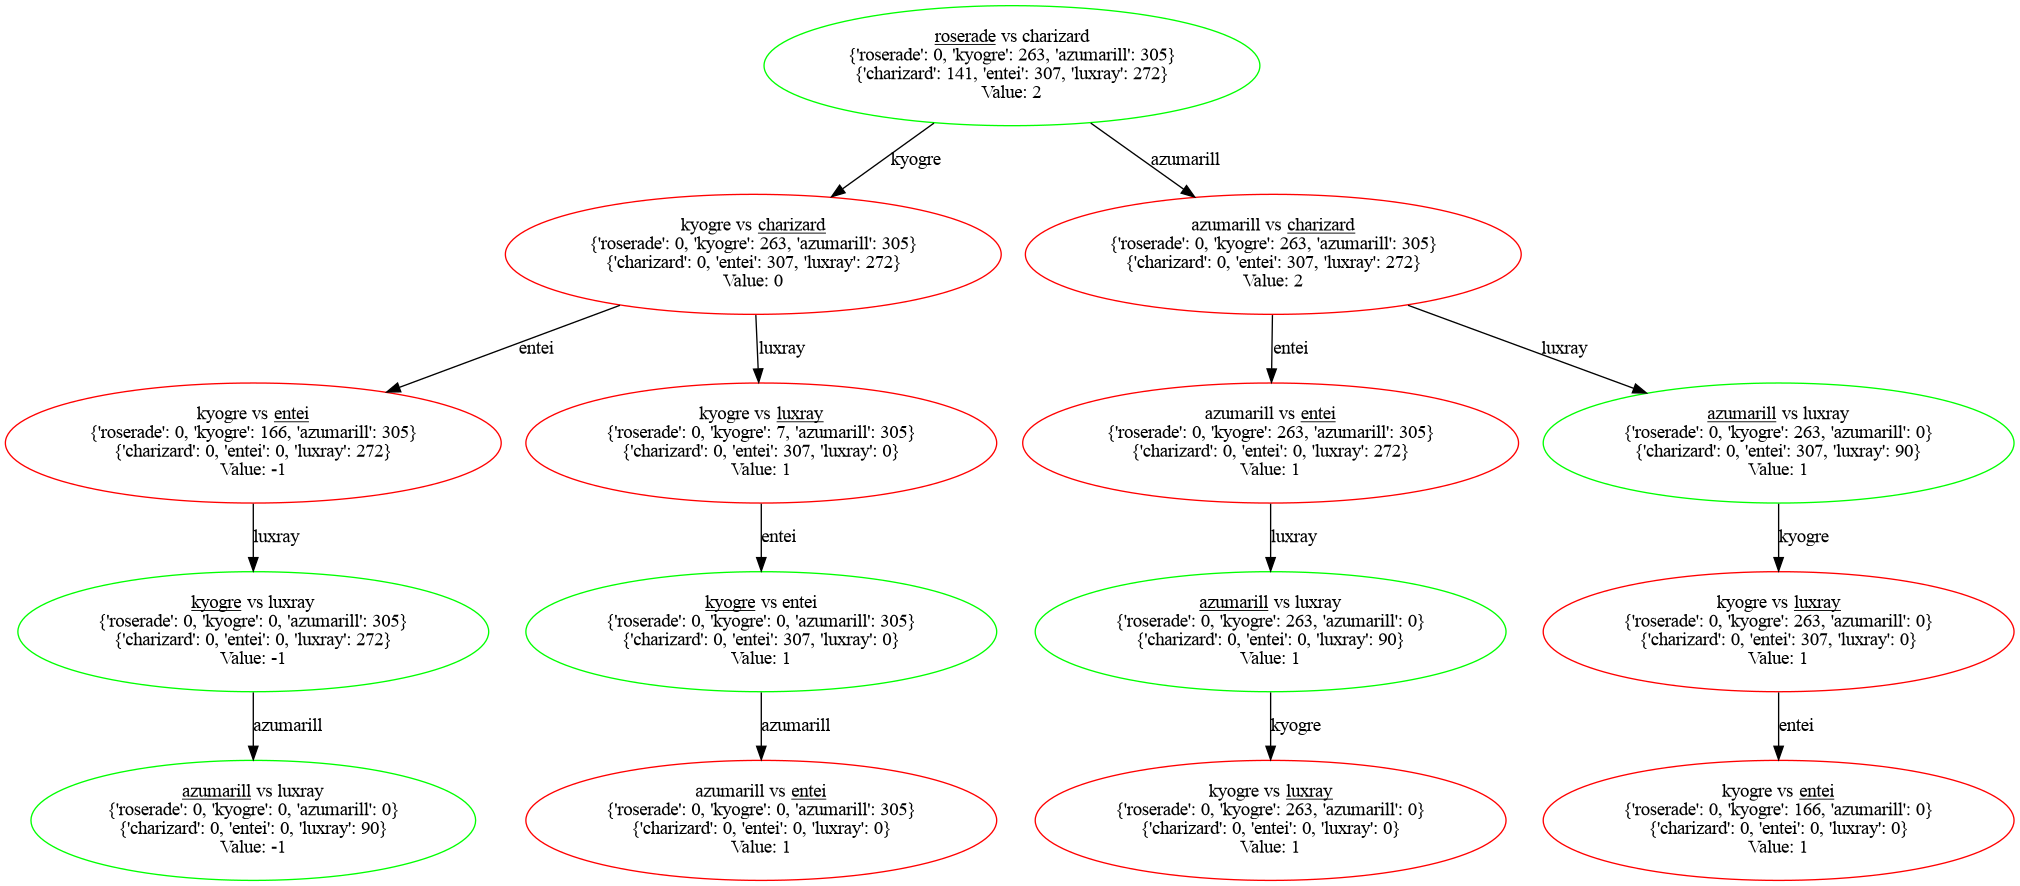 roserade vs charizard
{'roserade': 0, 'kyogre': 263, 'azumarill': 305}
{'charizard': 141, 'entei': 307, 'luxray': 272}
Value: 2
kyogre
azumarill
kyogre vs charizard
{'roserade': 0, 'kyogre': 263, 'azumarill': 305}
{'charizard': 0, 'entei': 307, 'luxray': 272}
Value: 0
azumarill vs charizard
{'roserade': 0, 'kyogre': 263, 'azumarill': 305}
{'charizard': 0, 'entei': 307, 'luxray': 272}
Value: 2
entei
luxray
entei
luxray
kyogre vs entei
{'roserade': 0, 'kyogre': 166, 'azumarill': 305}
{'charizard': 0, 'entei': 0, 'luxray': 272}
Value: -1
kyogre vs luxray
{'roserade': 0, 'kyogre': 7, 'azumarill': 305}
{'charizard': 0, 'entei': 307, 'luxray': 0}
Value: 1
azumarill vs entei
{'roserade': 0, 'kyogre': 263, 'azumarill': 305}
{'charizard': 0, 'entei': 0, 'luxray': 272}
Value: 1
azumarill vs luxray
{'roserade': 0, 'kyogre': 263, 'azumarill': 0}
{'charizard': 0, 'entei': 307, 'luxray': 90}
Value: 1
luxray
entei
luxray
kyogre
kyogre vs luxray
{'roserade': 0, 'kyogre': 0, 'azumarill': 305}
{'charizard': 0, 'entei': 0, 'luxray': 272}
Value: -1
kyogre vs entei
{'roserade': 0, 'kyogre': 0, 'azumarill': 305}
{'charizard': 0, 'entei': 307, 'luxray': 0}
Value: 1
azumarill vs luxray
{'roserade': 0, 'kyogre': 263, 'azumarill': 0}
{'charizard': 0, 'entei': 0, 'luxray': 90}
Value: 1
kyogre vs luxray
{'roserade': 0, 'kyogre': 263, 'azumarill': 0}
{'charizard': 0, 'entei': 307, 'luxray': 0}
Value: 1
azumarill
azumarill
kyogre
entei
azumarill vs luxray
{'roserade': 0, 'kyogre': 0, 'azumarill': 0}
{'charizard': 0, 'entei': 0, 'luxray': 90}
Value: -1
azumarill vs entei
{'roserade': 0, 'kyogre': 0, 'azumarill': 305}
{'charizard': 0, 'entei': 0, 'luxray': 0}
Value: 1
kyogre vs luxray
{'roserade': 0, 'kyogre': 263, 'azumarill': 0}
{'charizard': 0, 'entei': 0, 'luxray': 0}
Value: 1
kyogre vs entei
{'roserade': 0, 'kyogre': 166, 'azumarill': 0}
{'charizard': 0, 'entei': 0, 'luxray': 0}
Value: 1